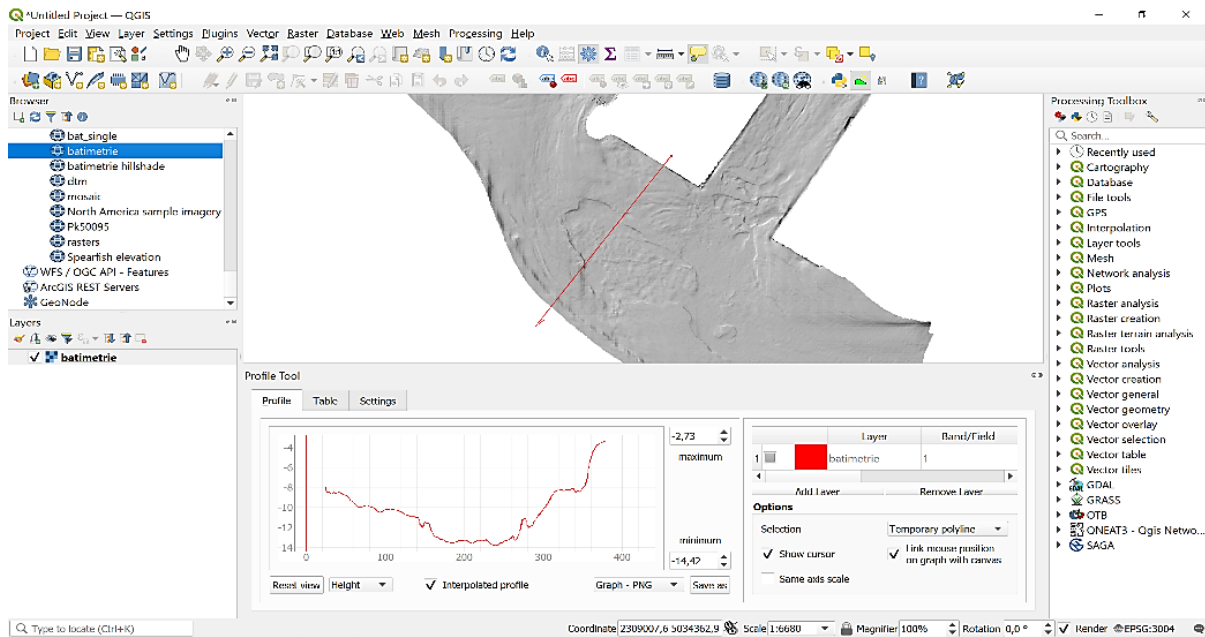 *Untitled Project — QGIS
Project Edit View Layer Settings Plugins Vector Raster Database Web Mesh Processing Help
Browser
bat_single
batimetrie
batimetrie hillshade
dtm
mosaic
North America sample imagery
Pk50095
rasters
Spearfish elevation
WFS / OGC API - Features
ArcGIS REST Servers
GeoNode
Layers
batimetrie
Processing Toolbox
Search...
Recently used
Cartography
Database
File tools
GPS
Interpolation
Layer tools
Mesh
Network analysis
Plots
Raster analysis
Raster creation
Raster terrain analysis
Raster tools
Vector analysis
Vector creation
Vector general
Vector geometry
Vector overlay
Vector selection
Vector table
Vector tiles
GDAL
GRASS
OTB
ONEAT3 - Qgis Netwo...
SAGA
Profile Tool
Profile Table Settings
-4
-6
-8
-10
-12
14
0 100 200 300 400
-2,73
maximum
minimum
-14,42
Reset view Height Interpolated profile Graph - PNG Save as
Layer Band/Field
1 batimetrie 1
Add Layer Remove Layer
Options
Selection Temporary polyline
Show cursor
Link mouse position
on graph with canvas
Same axis scale
Type to locate (Ctrl+K)
Coordinate 2309007,6 5034362,9 Scale 1:6680 Magnifier 100% Rotation 0,0 ° Render EPSG:3004